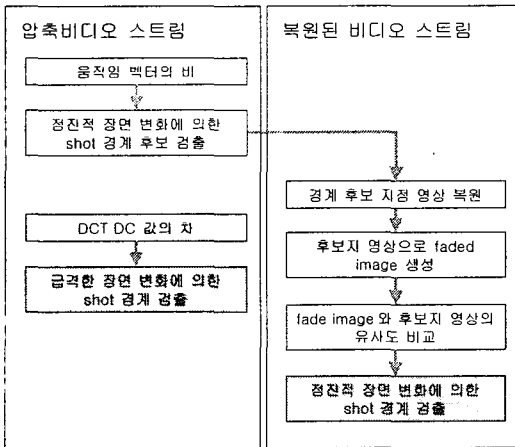 압축비디오 스트림
움직임 벡터의 비
점진적 장면 변화에 의한
shot 경계 후보 검출
DCT DC 값의 차
급격한 장면 변화에 의한
shot 경계 검출
복원된 비디오 스트림
경계 후보 지점 영상 복원
후보지 영상으로 faded
image 생성
fade image 와 후보지 영상의
유사도 비교
점진적 장면 변화에 의한
shot 경계 검출